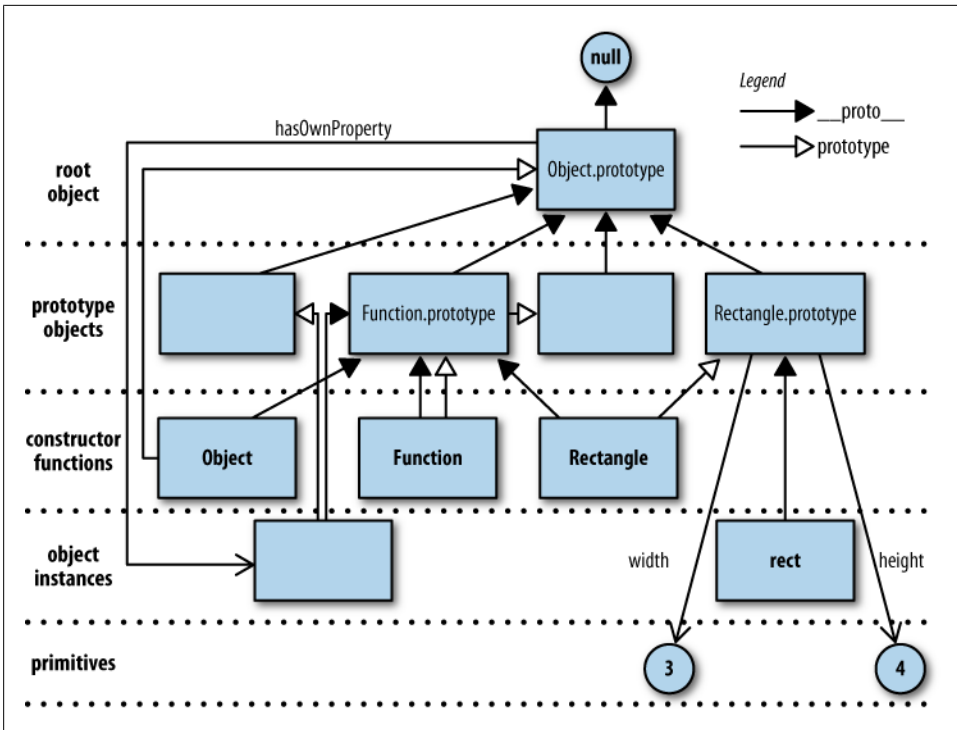 null
Legend
__proto__
prototype
hasOwnProperty
root
object
Object.prototype
prototype
objects
Function.prototype
Rectangle.prototype
constructor
functions
Object
Function
Rectangle
object
instances
width
rect
height
primitives
3
4